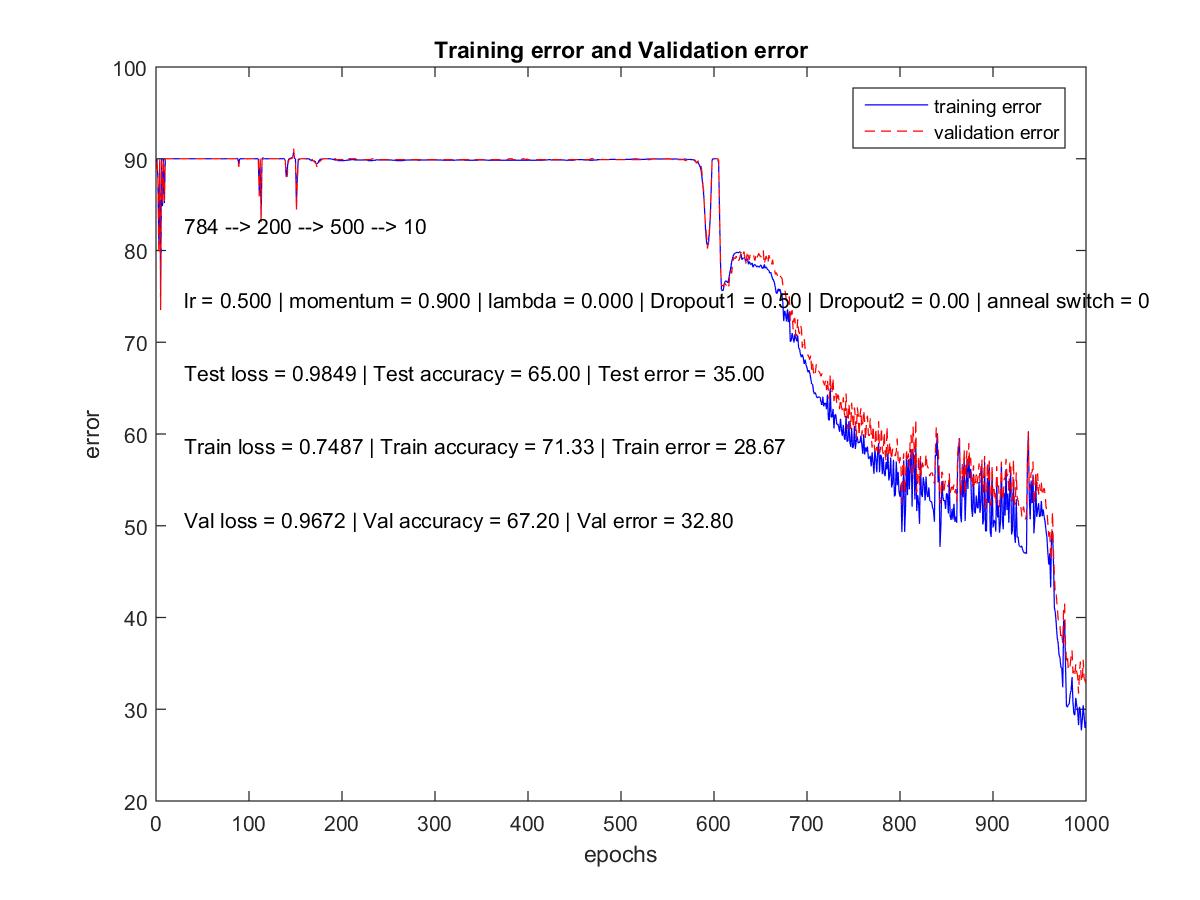 Training error and Validation error
100
training error
validation error
90
784 --> 200 --> 500 --> 10
80
lr = 0.500 | momentum = 0.900 | lambda = 0.000 | Dropout1 = 0.50 | Dropout2 = 0.00 | anneal switch = 0
70
Test loss = 0.9849 | Test accuracy = 65.00 | Test error = 35.00
60
Train loss = 0.7487 | Train accuracy = 71.33 | Train error = 28.67
error
50
Val loss = 0.9672 | Val accuracy = 67.20 | Val error = 32.80
40
30
20
0 100 200 300 400 500 600 700 800 900 1000
epochs